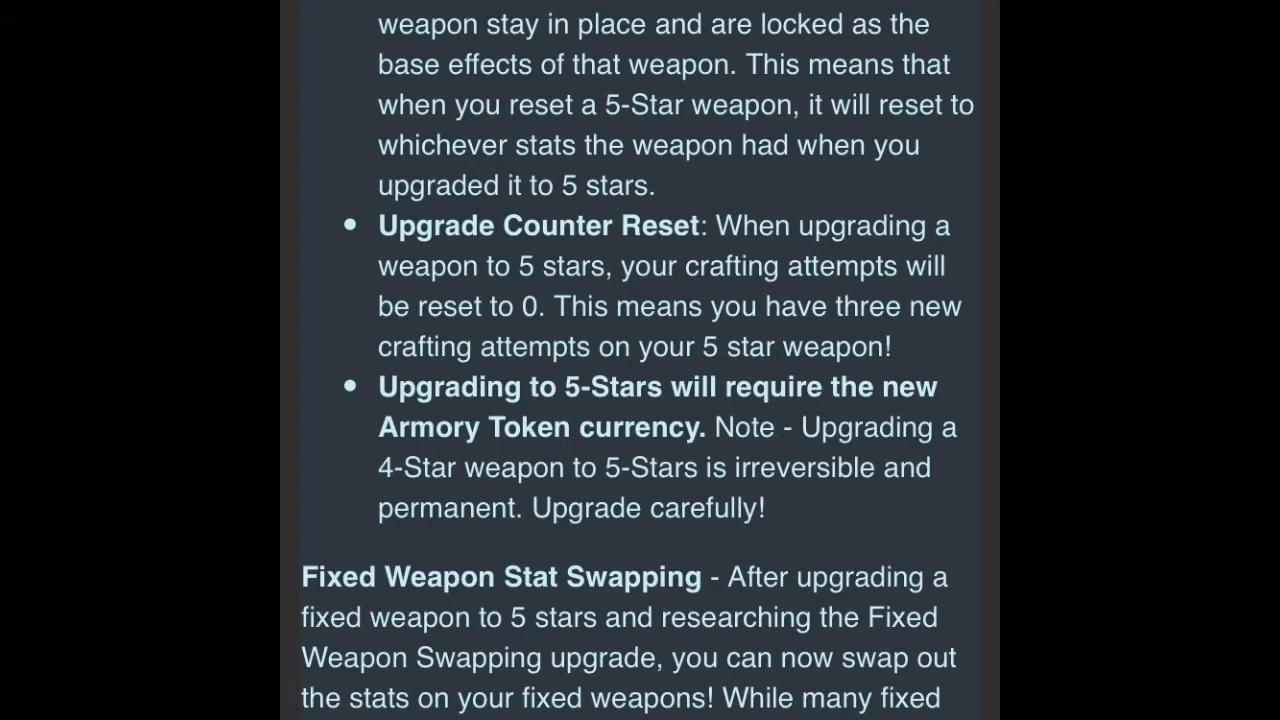 weapon stay in place and are locked as the
base effects of that weapon. This means that
when you reset a 5-Star weapon, it will reset to
whichever stats the weapon had when you
upgraded it to 5 stars.
• Upgrade Counter Reset: When upgrading a
weapon to 5 stars, your crafting attempts will
be reset to 0. This means you have three new
crafting attempts on your 5 star weapon!
• Upgrading to 5-Stars will require the new
Armory Token currency. Note - Upgrading a
4-Star weapon to 5-Stars is irreversible and
permanent. Upgrade carefully!
Fixed Weapon Stat Swapping - After upgrading a
fixed weapon to 5 stars and researching the Fixed
Weapon Swapping upgrade, you can now swap out
the stats on your fixed weapons! While many fixed